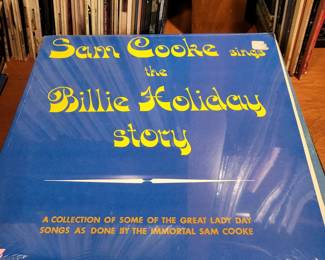 Sam Cooke sings
the
Billie Holiday
story
A COLLECTION OF SOME OF THE GREAT LADY DAY
SONGS AS DONE BY THE IMMORTAL SAM COOKE